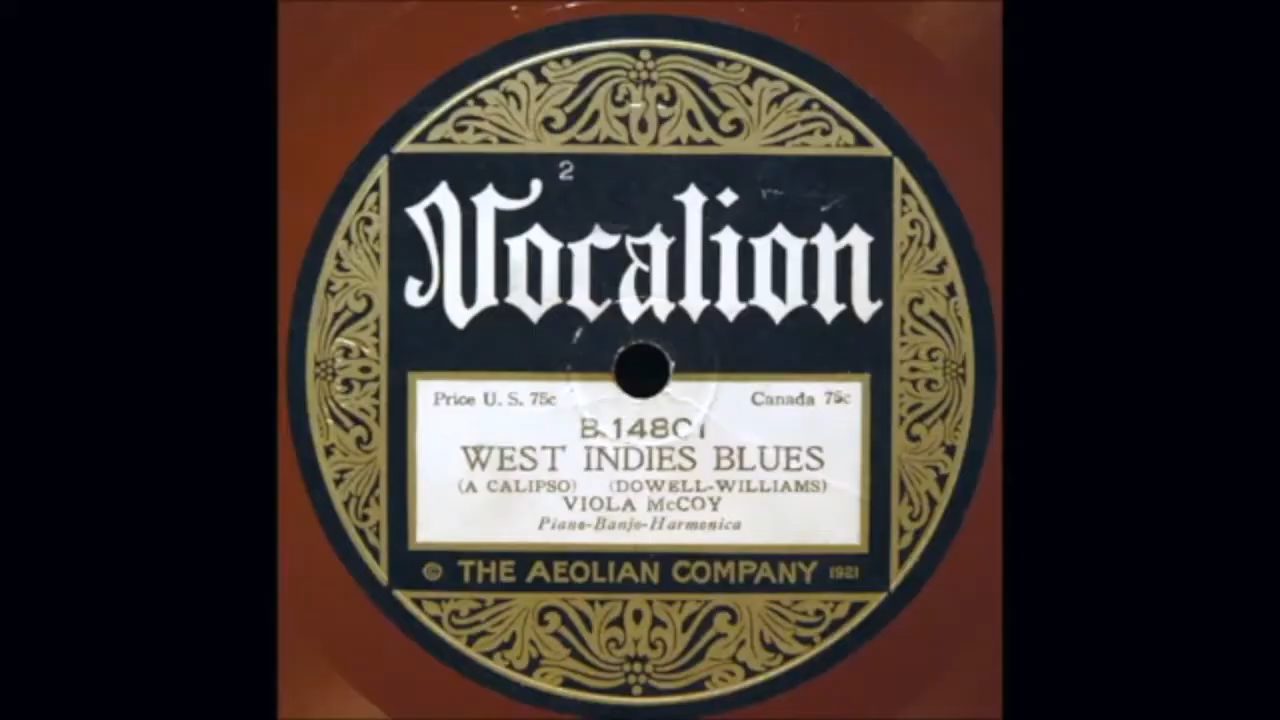 2
Vocalion
Price U. S. 75c Canada 75c
B 14801
WEST INDIES BLUES
(A CALIPSO) (DOWELL-WILLIAMS)
VIOLA McCOY
Piano-Banjo-Harmonica
© THE AEOLIAN COMPANY 1921